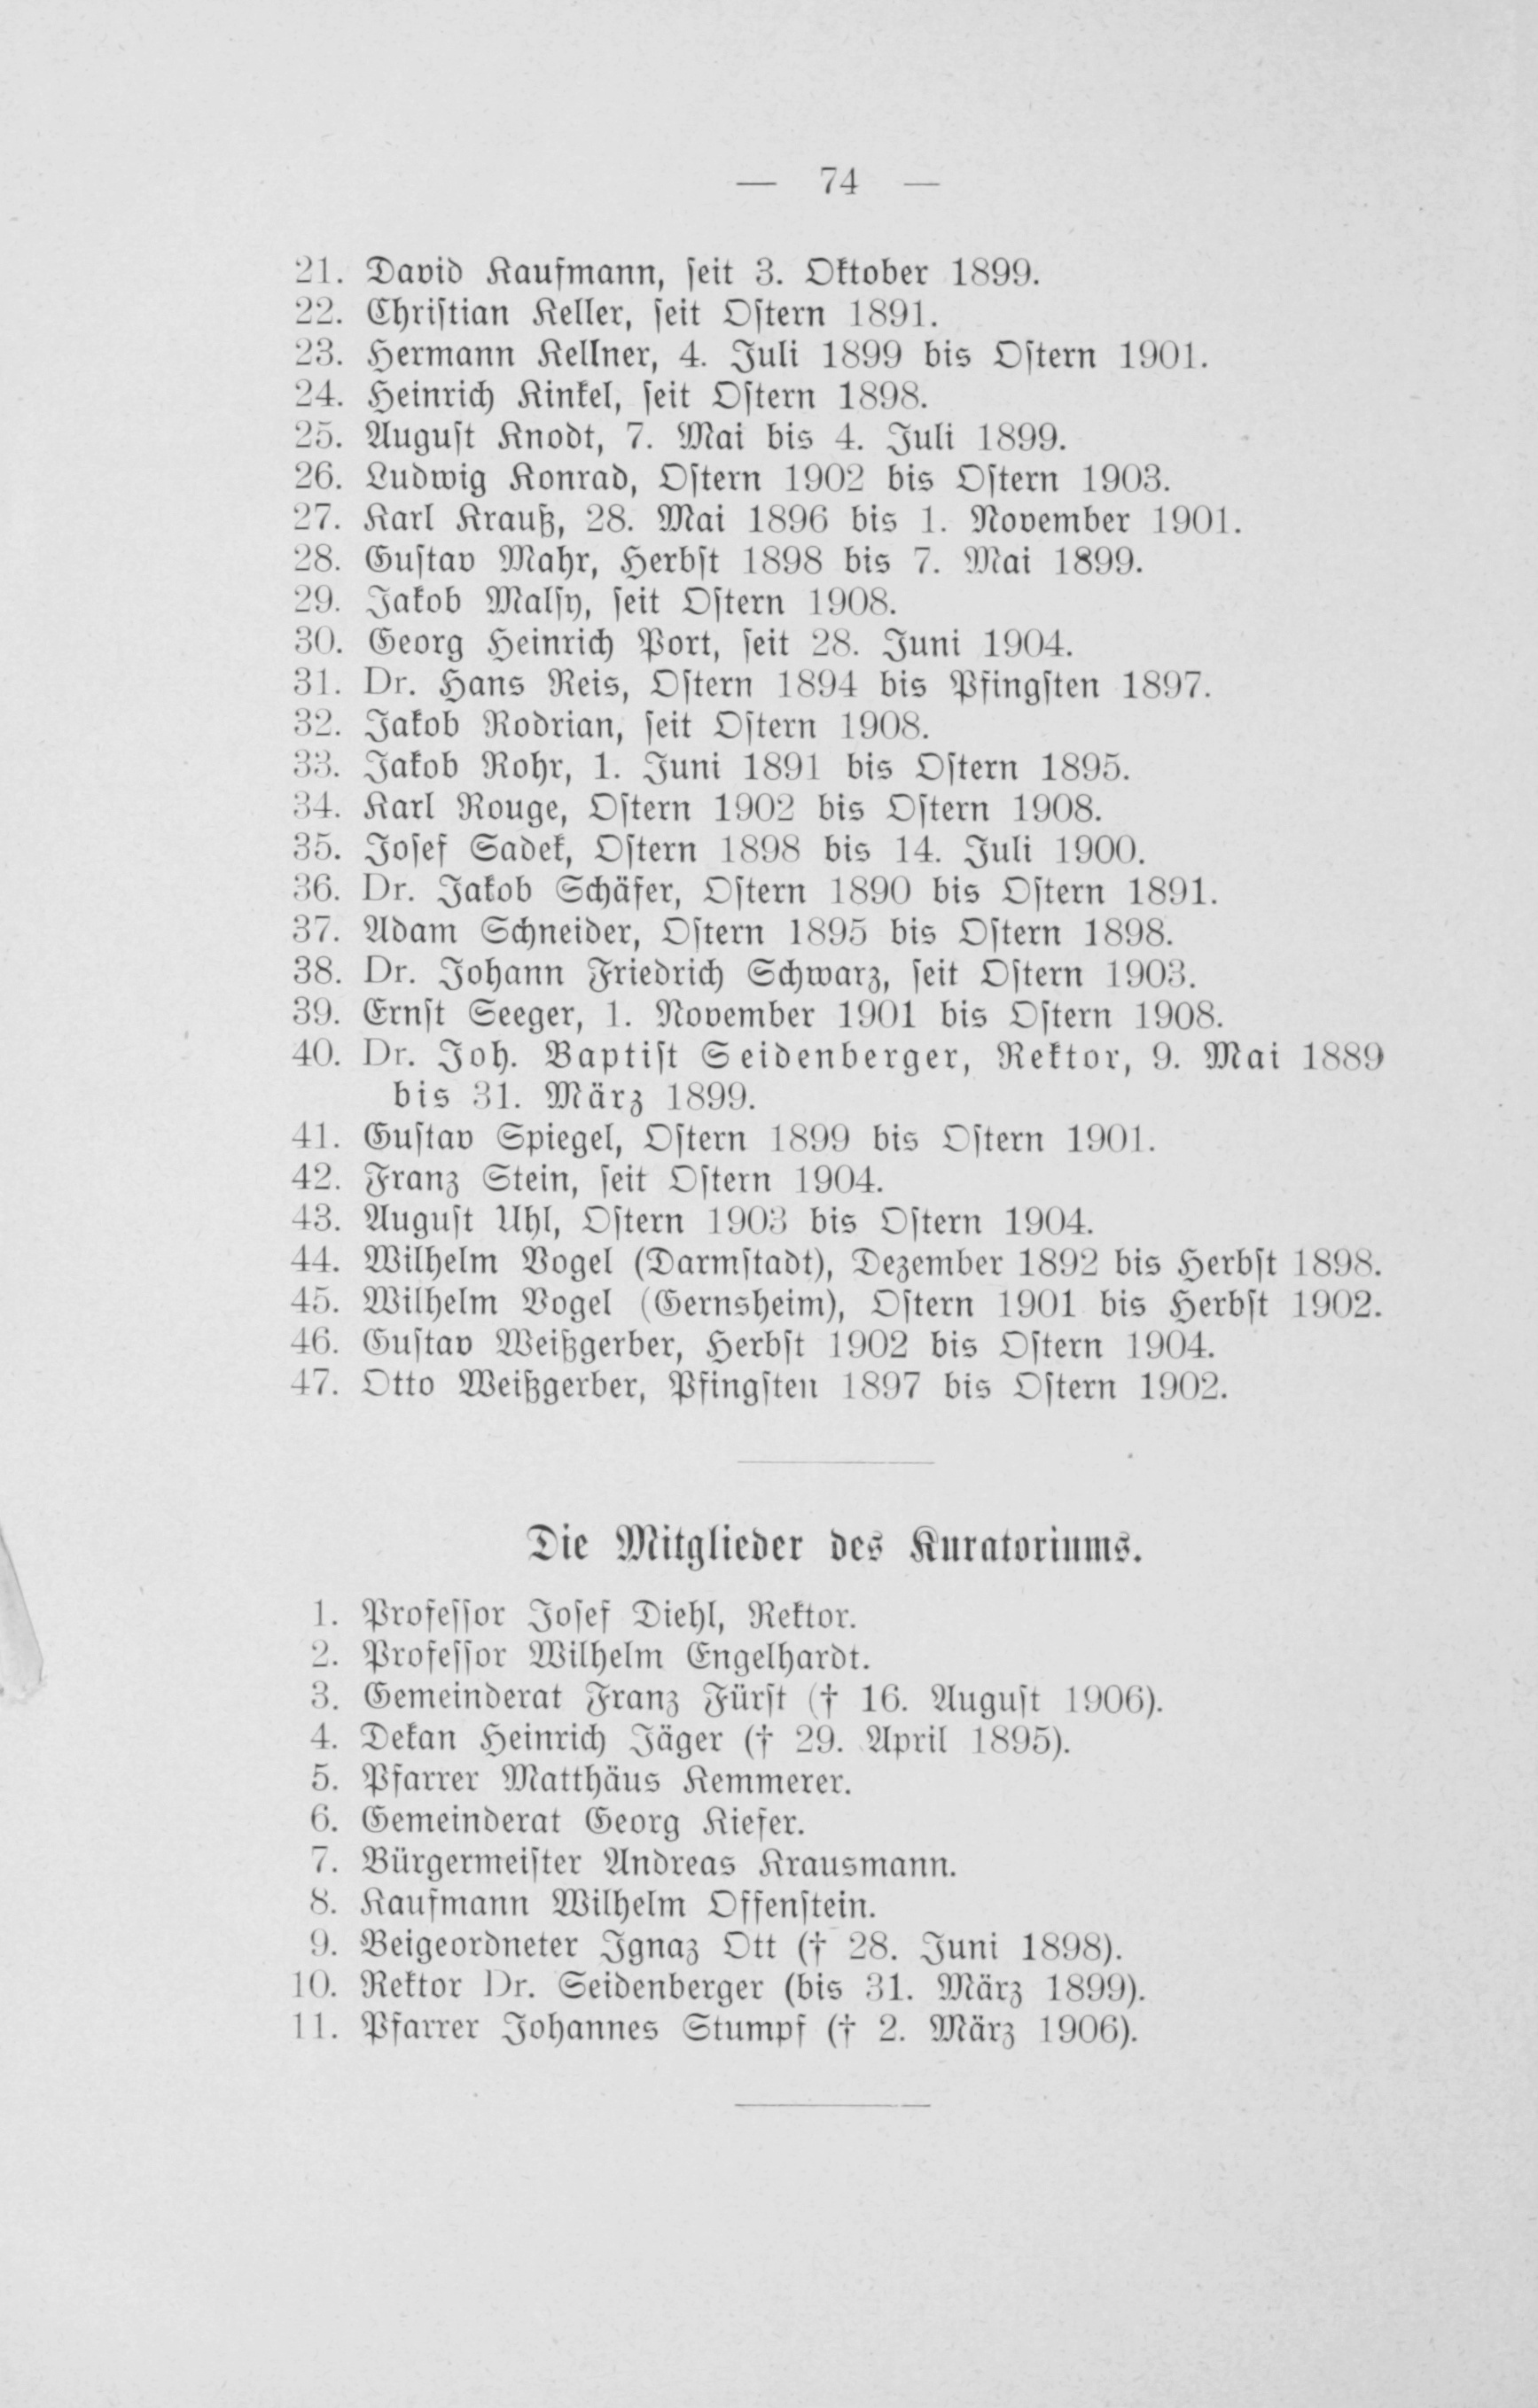 — 74 —
21. David Kaufmann, seit 3. Oktober 1899.
22. Christian Keller, seit Ostern 1891.
23. Hermann Kellner, 4. Juli 1899 bis Ostern 1901.
24. Heinrich Kinkel, seit Ostern 1898.
25. August Knodt, 7. Mai bis 4. Juli 1899.
26. Ludwig Konrad, Ostern 1902 bis Ostern 1903.
27. Karl Krauß, 28. Mai 1896 bis 1. November 1901.
28. Gustav Mahr, Herbst 1898 bis 7. Mai 1899.
29. Jakob Malsy, seit Ostern 1908.
30. Georg Heinrich Port, seit 28. Juni 1904.
31. Dr. Hans Reis, Ostern 1894 bis Pfingsten 1897.
32. Jakob Rodrian, seit Ostern 1908.
33. Jakob Rohr, 1. Juni 1891 bis Ostern 1895.
34. Karl Rouge, Ostern 1902 bis Ostern 1908.
35. Josef Sadek, Ostern 1898 bis 14. Juli 1900.
36. Dr. Jakob Schäfer, Ostern 1890 bis Ostern 1891.
37. Adam Schneider, Ostern 1895 bis Ostern 1898.
38. Dr. Johann Friedrich Schwarz, seit Ostern 1903.
39. Ernst Seeger, 1. November 1901 bis Ostern 1908.
40. Dr. Joh. Baptist Seidenberger, Rektor, 9. Mai 1889
bis 31. März 1899.
41. Gustav Spiegel, Ostern 1899 bis Ostern 1901.
42. Franz Stein, seit Ostern 1904.
43. August Uhl, Ostern 1903 bis Ostern 1904.
44. Wilhelm Vogel (Darmstadt), Dezember 1892 bis Herbst 1898.
45. Wilhelm Vogel (Gernsheim), Ostern 1901 bis Herbst 1902.
46. Gustav Weißgerber, Herbst 1902 bis Ostern 1904.
47. Otto Weißgerber, Pfingsten 1897 bis Ostern 1902.
Die Mitglieder des Kuratoriums.
1. Professor Josef Diehl, Rektor.
2. Professor Wilhelm Engelhardt.
3. Gemeinderat Franz Fürst († 16. August 1906).
4. Dekan Heinrich Jäger († 29. April 1895).
5. Pfarrer Matthäus Kemmerer.
6. Gemeinderat Georg Kiefer.
7. Bürgermeister Andreas Krausmann.
8. Kaufmann Wilhelm Offenstein.
9. Beigeordneter Ignaz Ott († 28. Juni 1898).
10. Rektor Dr. Seidenberger (bis 31. März 1899).
11. Pfarrer Johannes Stumpf († 2. März 1906).